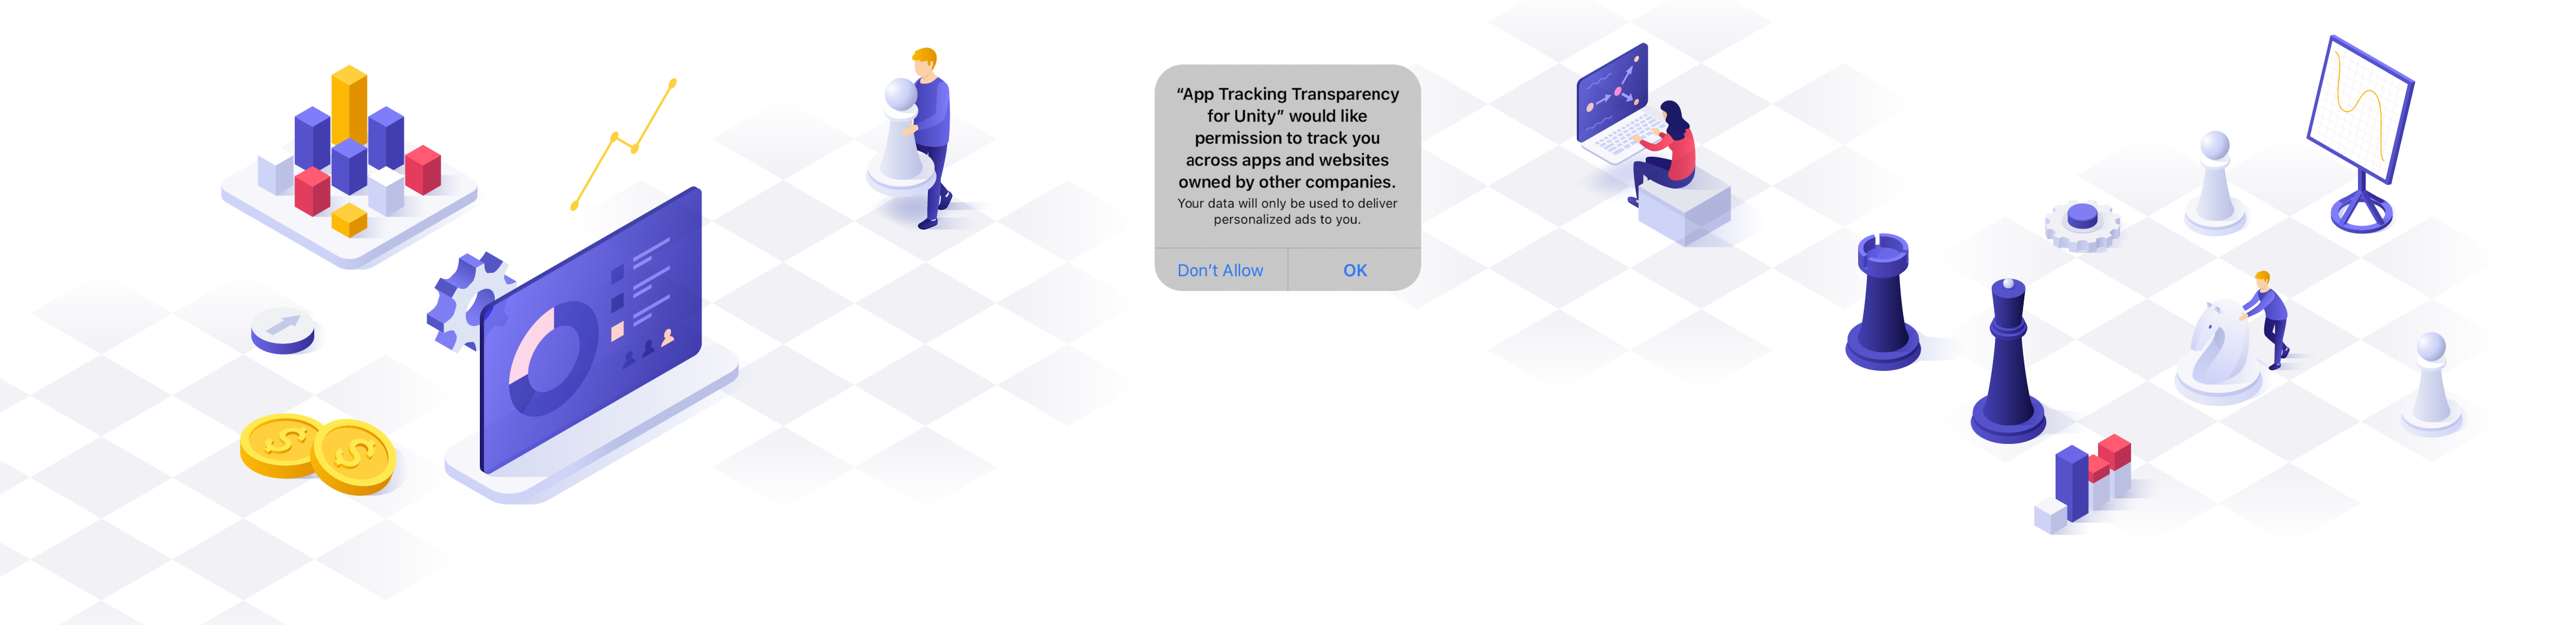 “App Tracking Transparency
for Unity” would like
permission to track you
across apps and websites
owned by other companies.
Your data will only be used to deliver
personalized ads to you.
Don’t Allow
OK
$
$